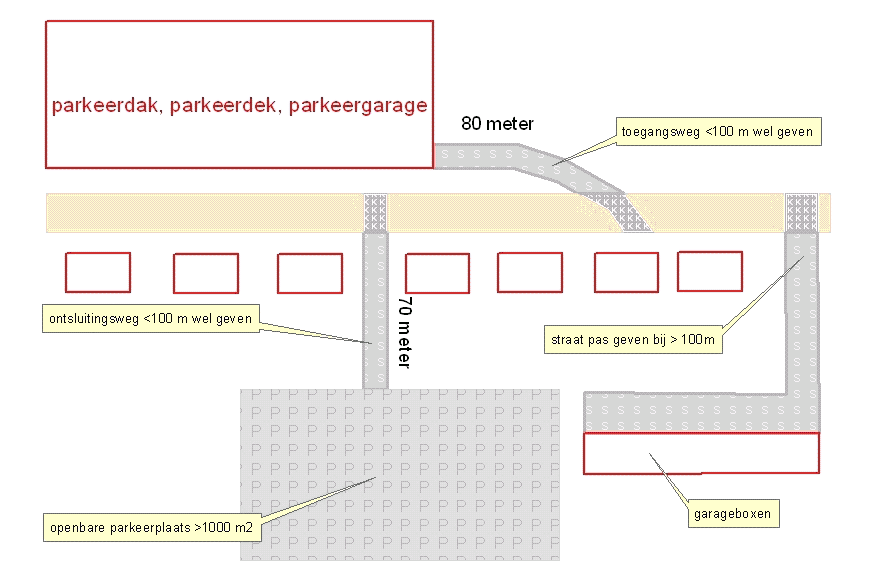 parkeerdak, parkeerdek, parkeergarage
80 meter
toegangsweg <100 m wel geven
ontsluitingsweg <100 m wel geven
70 meter
straat pas geven bij > 100m
openbare parkeerplaats >1000 m2
garageboxen